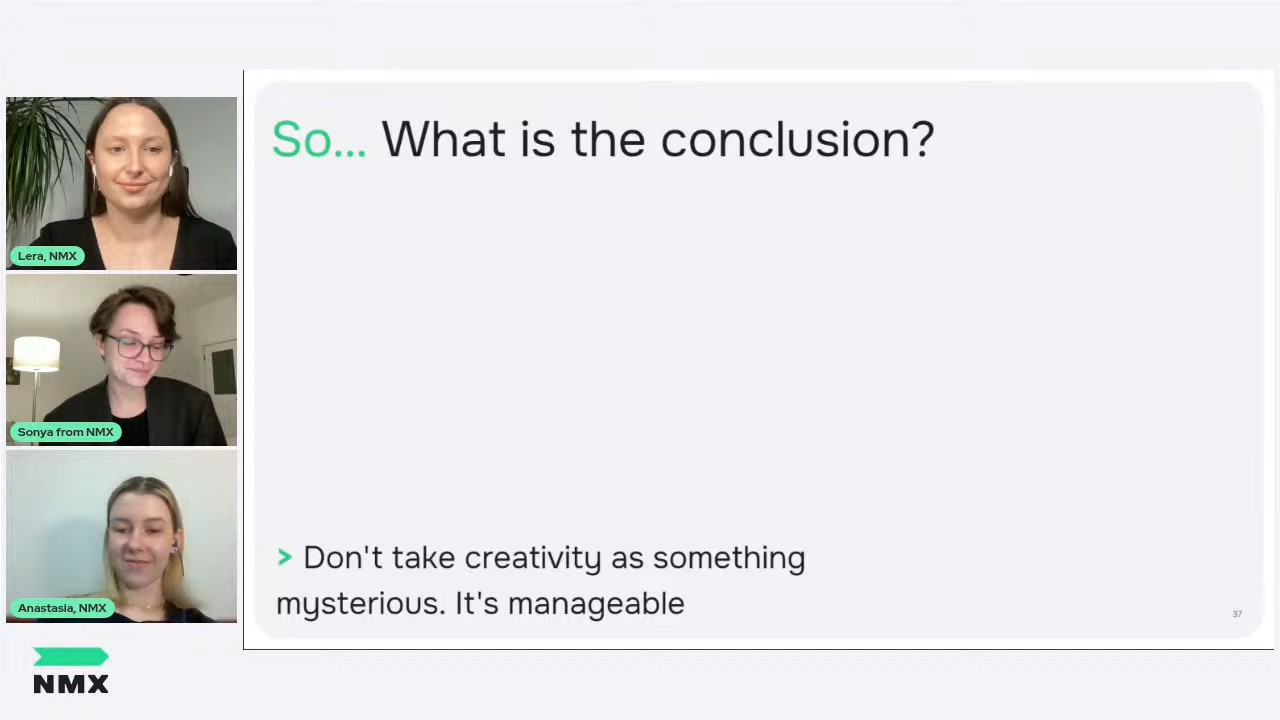 So... What is the conclusion?
Lera, NMX
Sonya from NMX
Anastasia, NMX
> Don't take creativity as something
mysterious. It's manageable
37
NMX